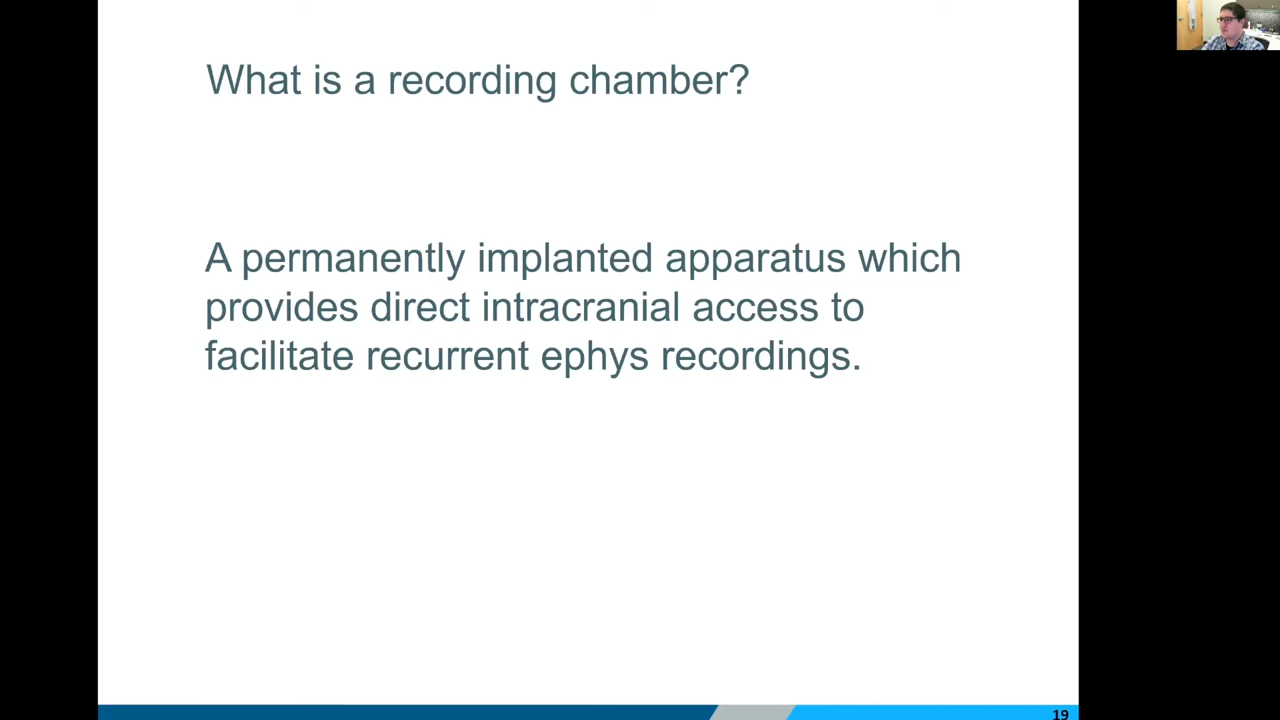 What is a recording chamber?
A permanently implanted apparatus which
provides direct intracranial access to
facilitate recurrent ephys recordings.
19